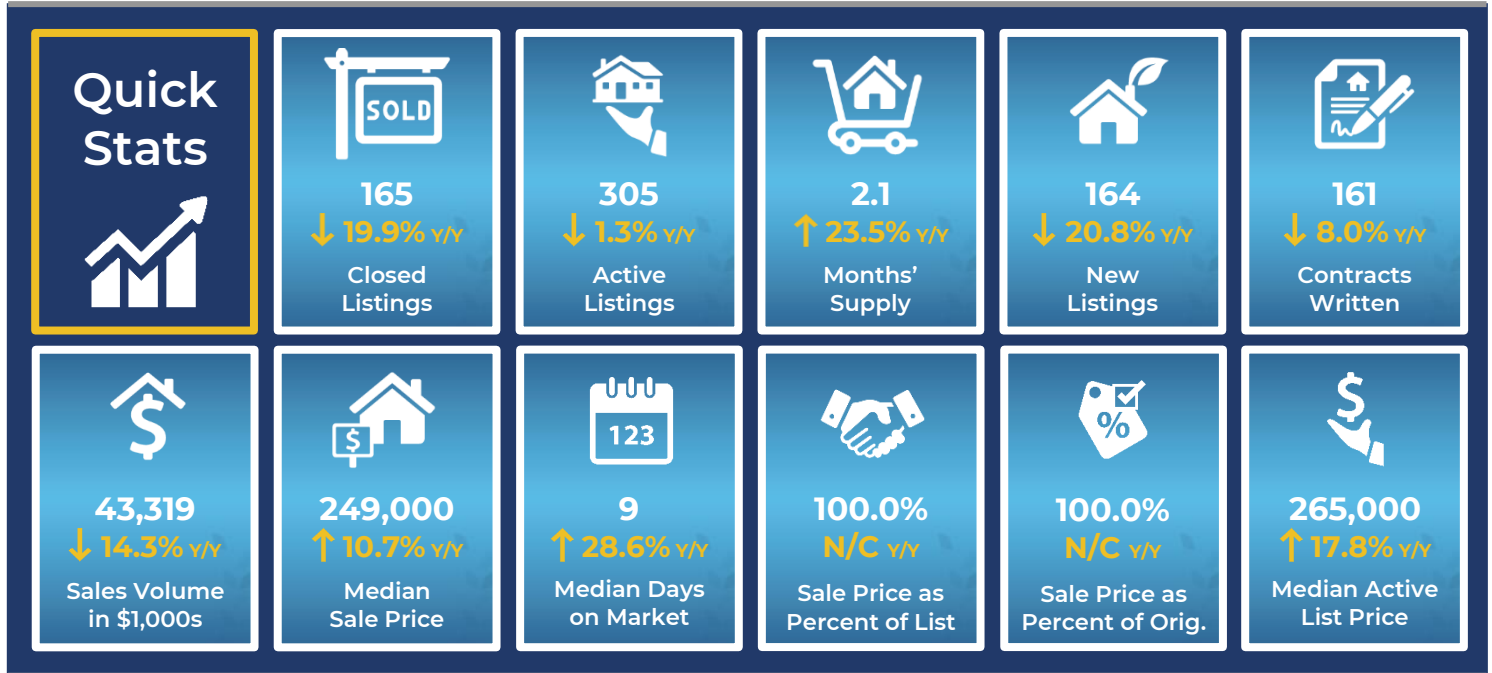 Quick
Stats
SOLD
165
↓ 19.9% Y/Y
Closed
Listings
305
↓ 1.3% Y/Y
Active
Listings
2.1
↑ 23.5% Y/Y
Months’
Supply
164
↓ 20.8% Y/Y
New
Listings
161
↓ 8.0% Y/Y
Contracts
Written
$
43,319
↓ 14.3% Y/Y
Sales Volume
in $1,000s
$
249,000
↑ 10.7% Y/Y
Median
Sale Price
123
9
↑ 28.6% Y/Y
Median Days
on Market
100.0%
N/C Y/Y
Sale Price as
Percent of List
%
100.0%
N/C Y/Y
Sale Price as
Percent of Orig.
$
265,000
↑ 17.8% Y/Y
Median Active
List Price